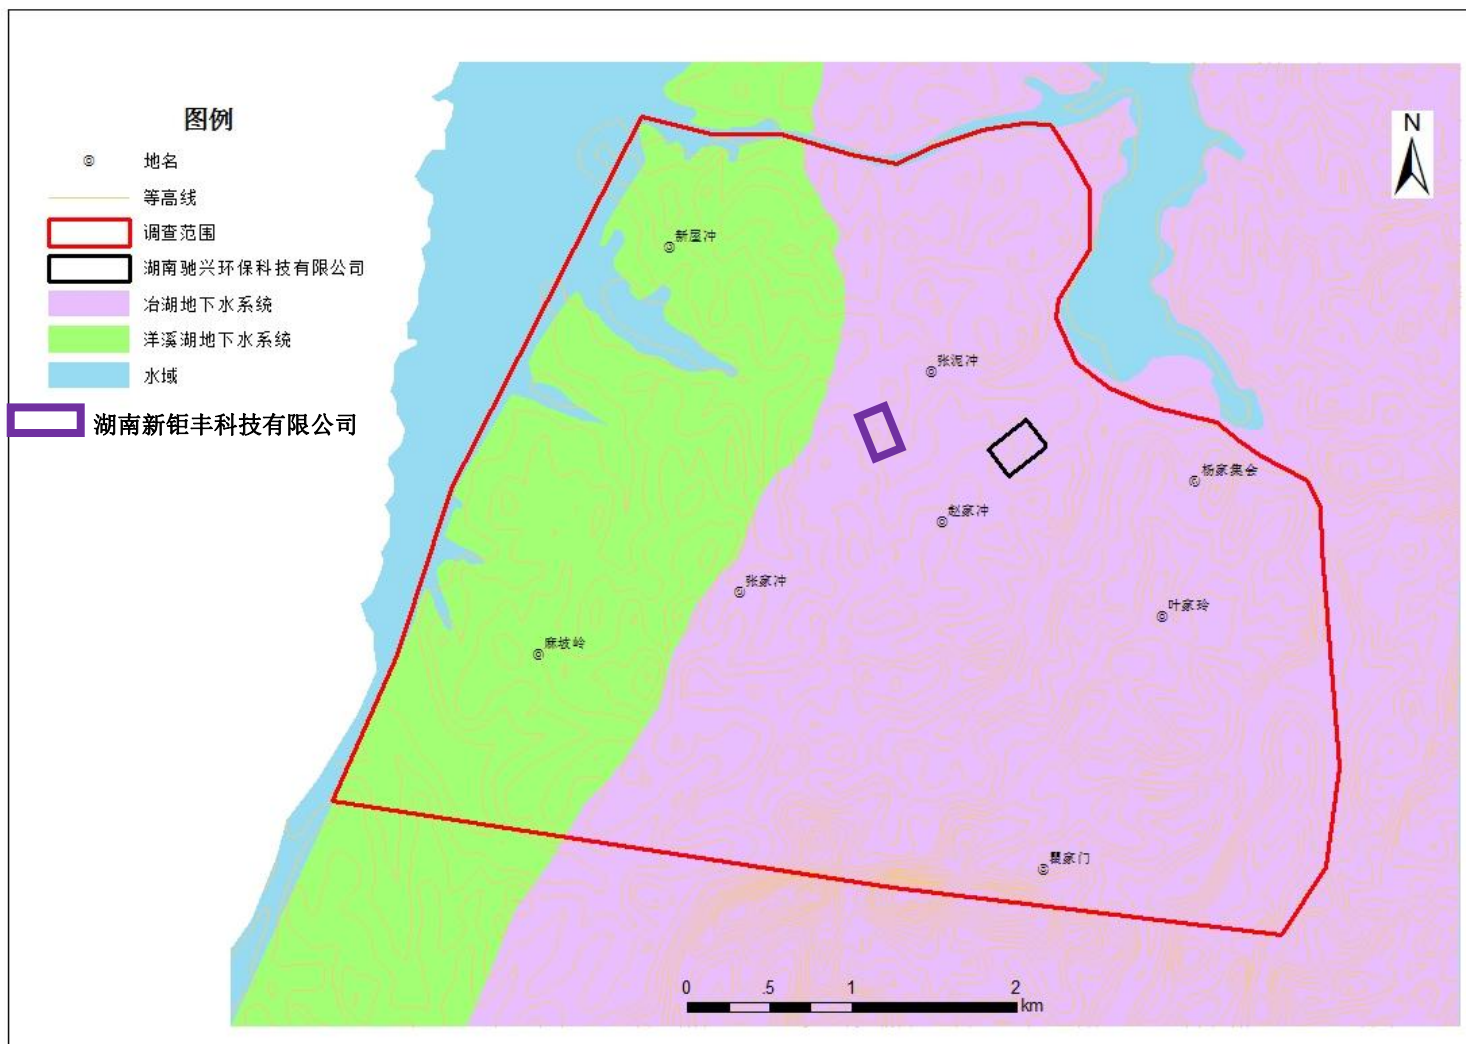 图例
地名
等高线
调查范围
湖南驰兴环保科技有限公司
冶湖地下水系统
洋溪湖地下水系统
水域
湖南新钜丰科技有限公司
N
新屋冲
张泥冲
杨家集会
赵家冲
张家冲
叶家玲
麻坡岭
瞿家门
0 .5 1 2
km